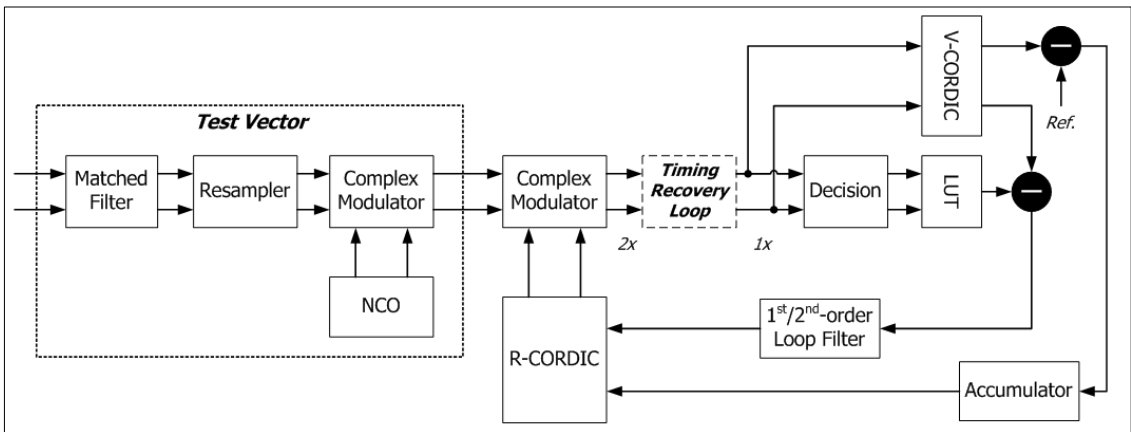 Test Vector
Matched
Filter
Resampler
Complex
Modulator
NCO
Complex
Modulator
2x
Timing
Recovery
Loop
1x
Decision
LUT
V-CORDIC
−
Ref.
−
R-CORDIC
1st/2nd-order
Loop Filter
Accumulator